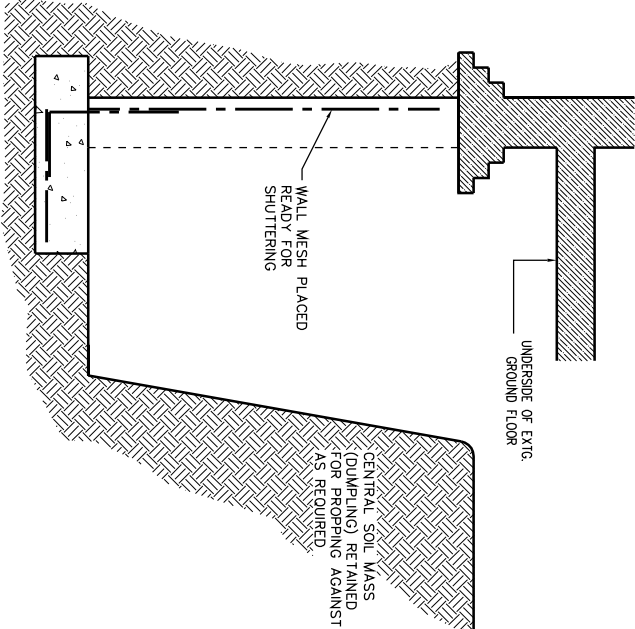 UNDERSIDE OF EXTG.
GROUND FLOOR
WALL MESH PLACED
READY FOR
SHUTTERING
CENTRAL SOIL MASS
(DUMPLING) RETAINED
FOR PROPPING AGAINST
AS REQUIRED